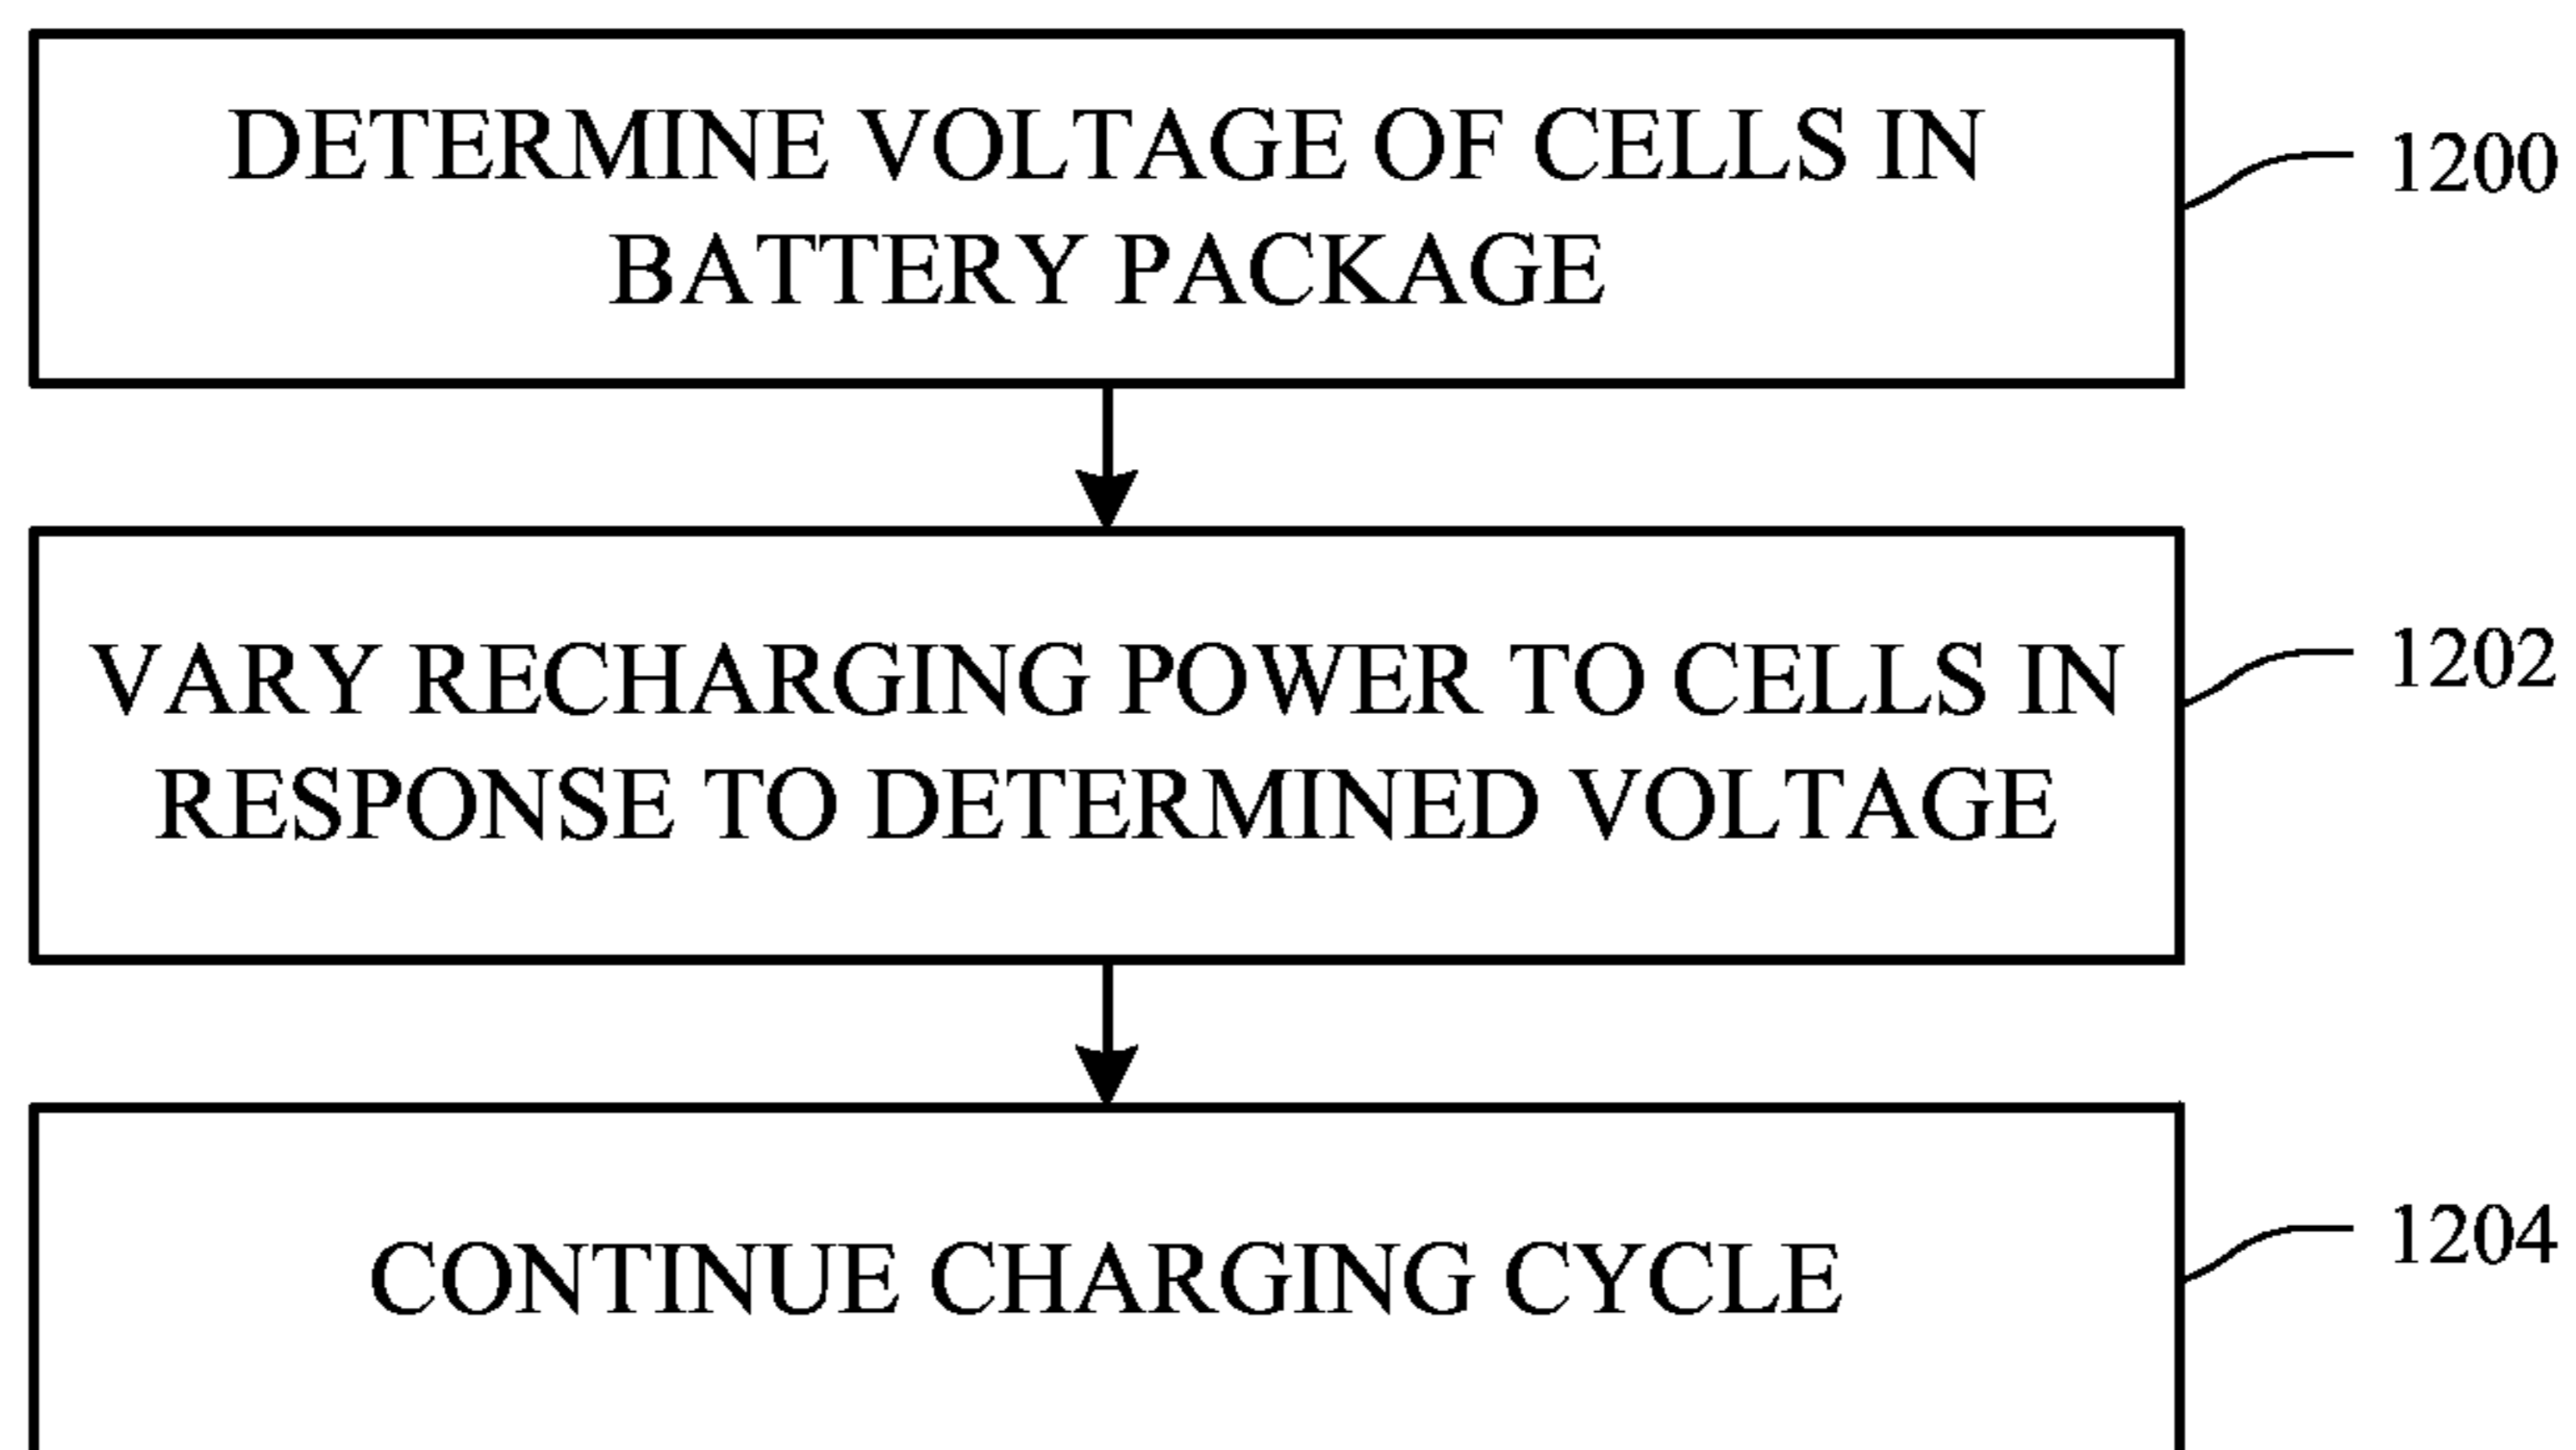 DETERMINE VOLTAGE OF CELLS IN
BATTERY PACKAGE
1200
VARY RECHARGING POWER TO CELLS IN
RESPONSE TO DETERMINED VOLTAGE
1202
CONTINUE CHARGING CYCLE
1204